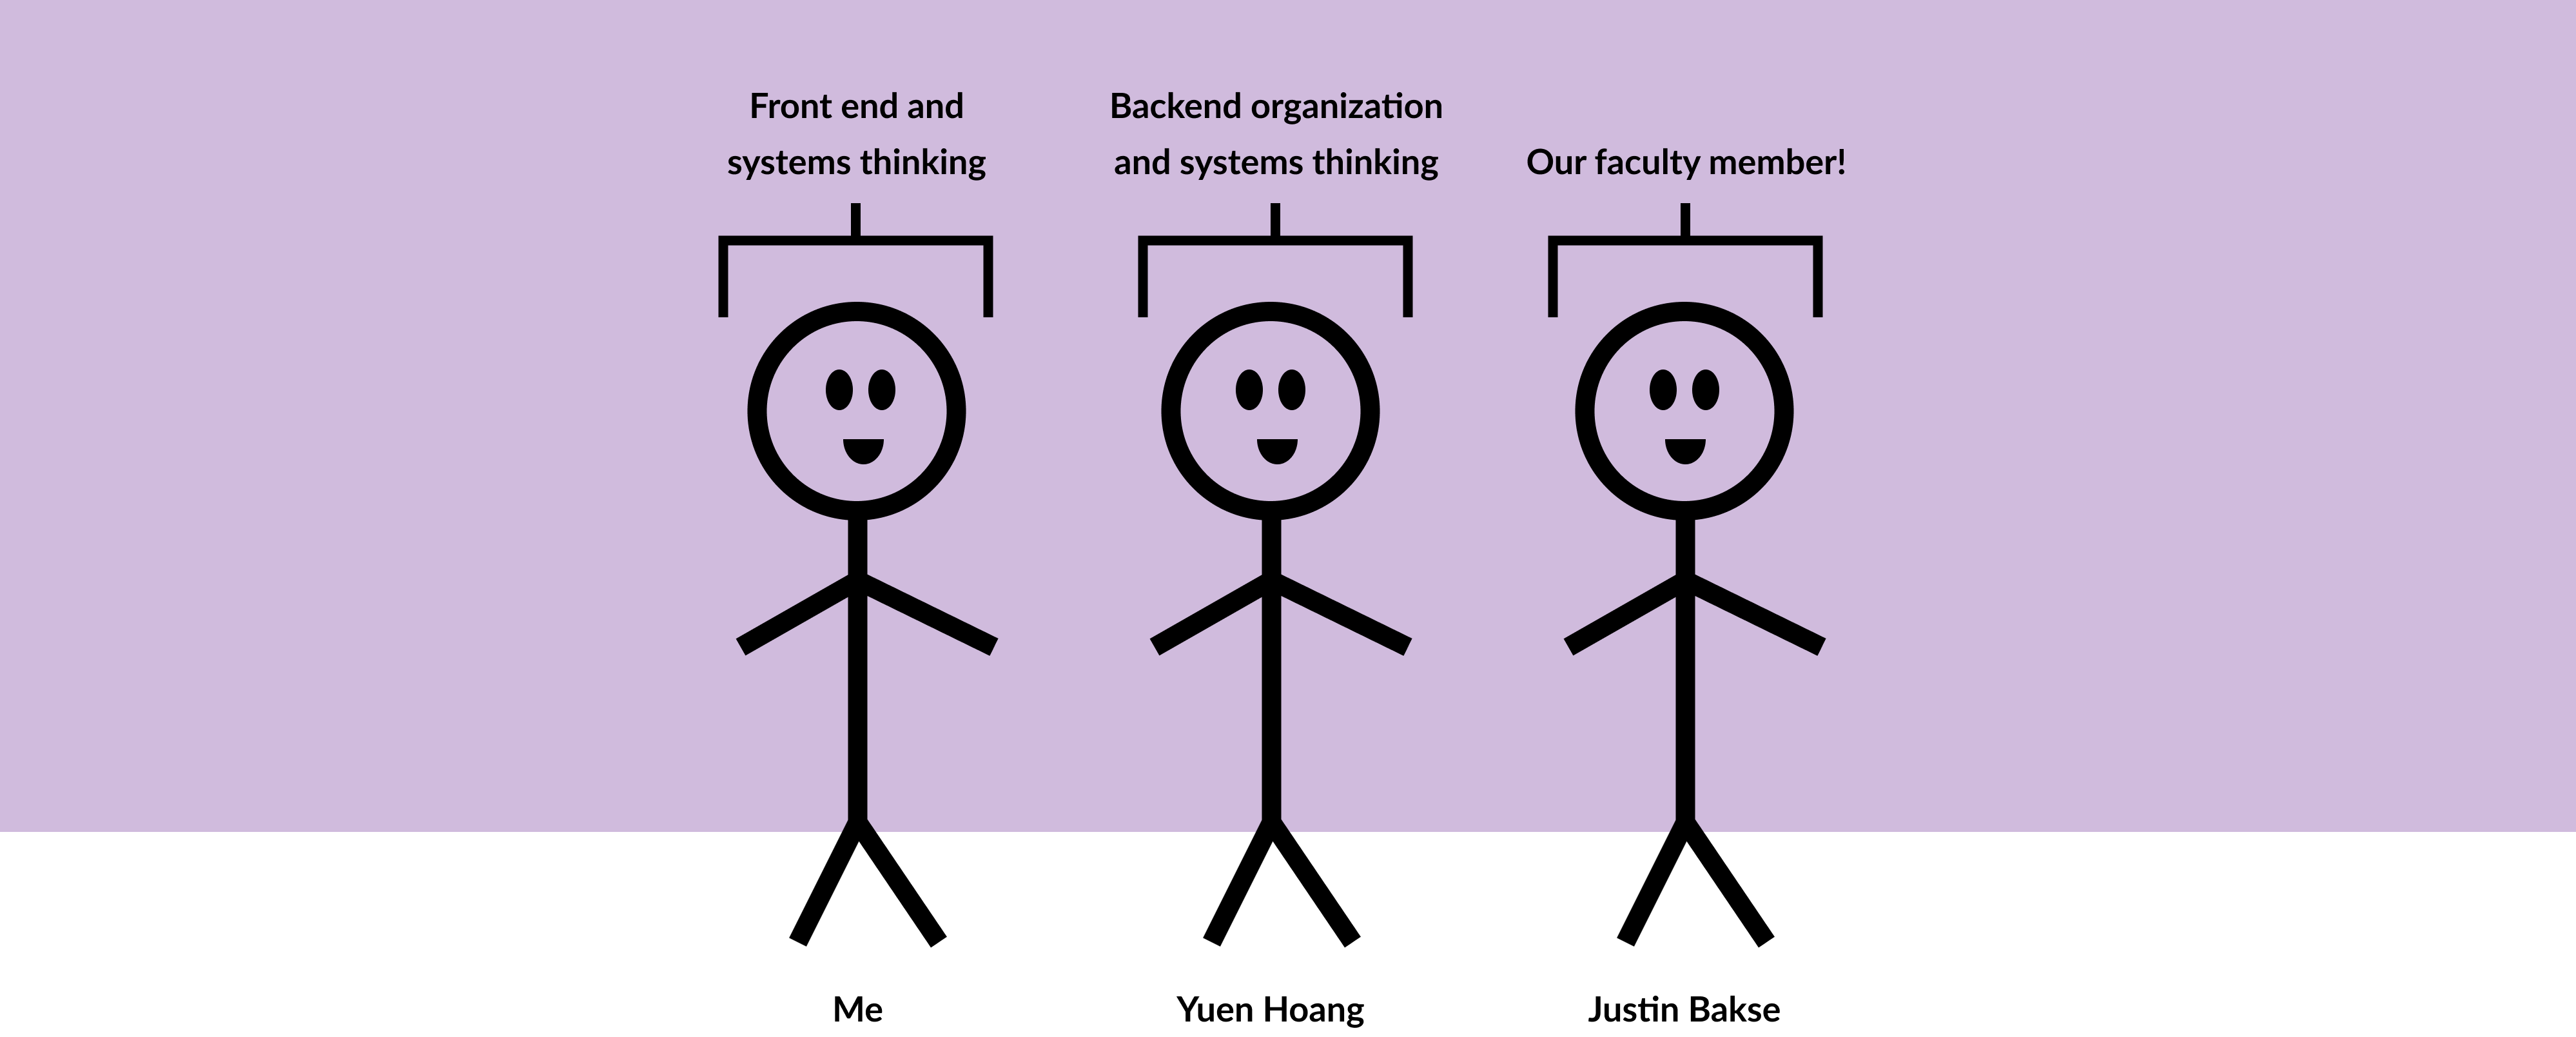 Front end and
systems thinking
Backend organization
and systems thinking
Our faculty member!
Me
Yuen Hoang
Justin Bakse